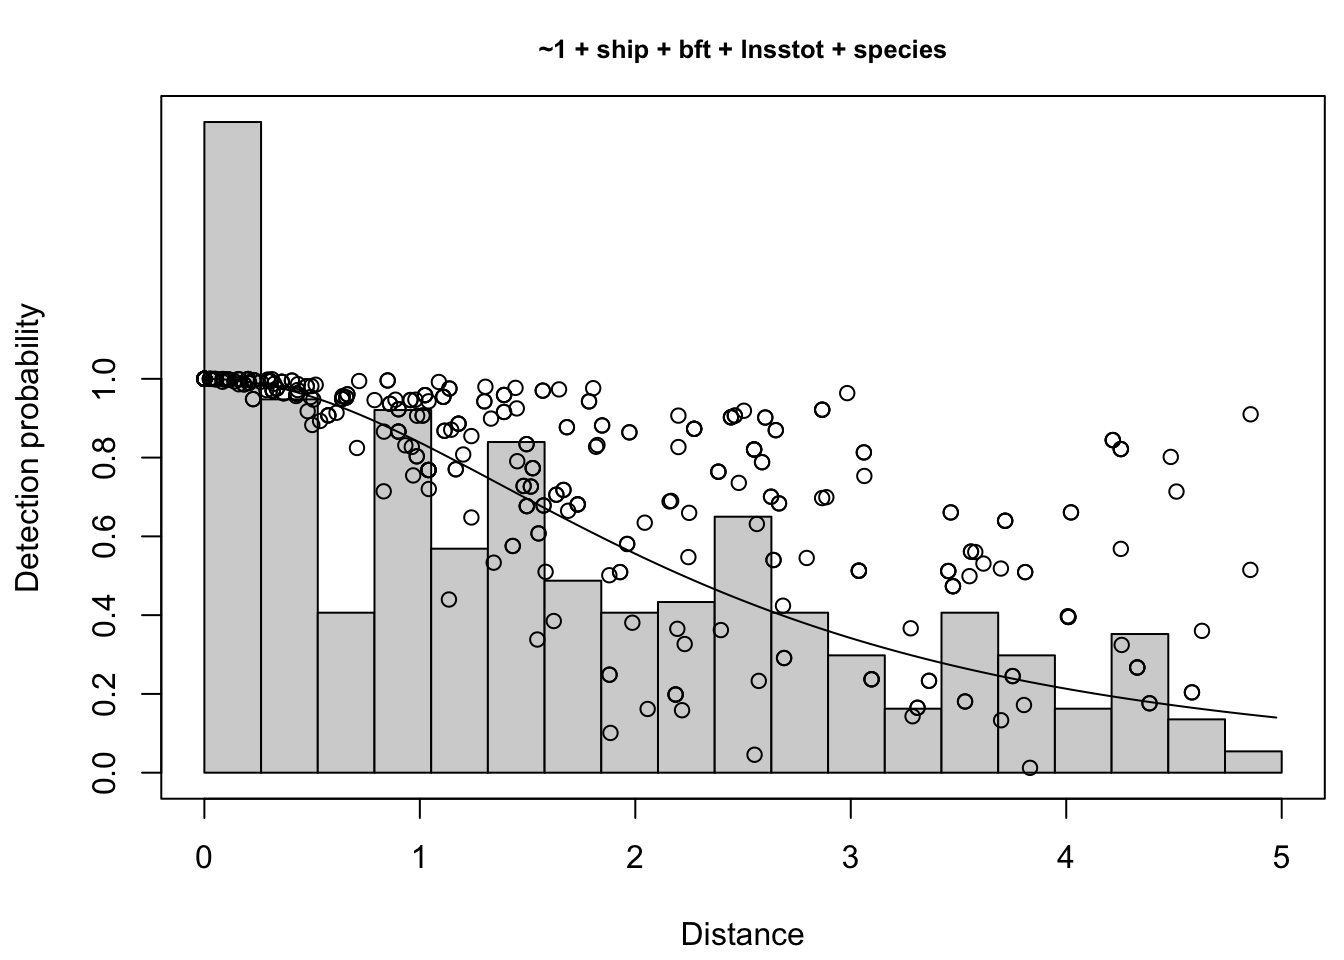 ~1 + ship + bft + lnsstot + species
Detection probability
1.0
0.8
0.6
0.4
0.2
0.0
0 1 2 3 4 5
Distance